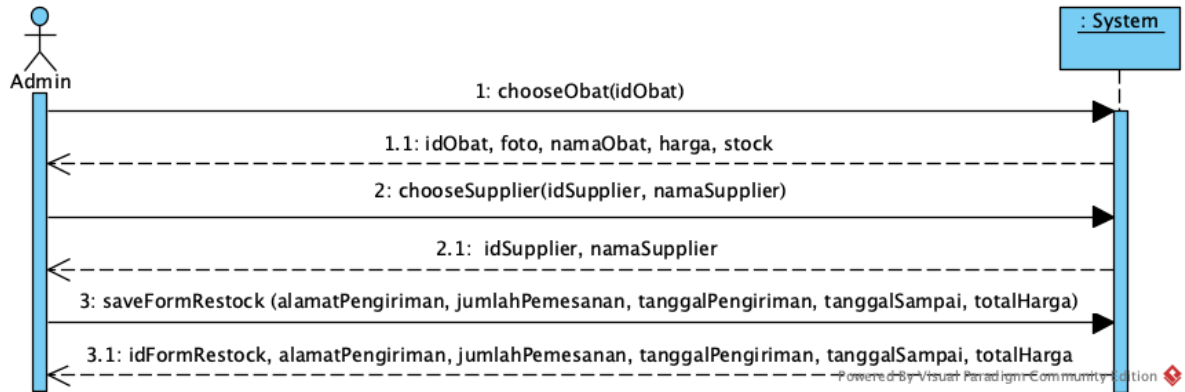 : System
Admin
1: chooseObat(idObat)
1.1: idObat, foto, namaObat, harga, stock
2: chooseSupplier(idSupplier, namaSupplier)
2.1: idSupplier, namaSupplier
3: saveFormRestock (alamatPengiriman, jumlahPemesanan, tanggalPengiriman, tanggalSampai, totalHarga)
3.1: idFormRestock, alamatPengiriman, jumlahPemesanan, tanggalPengiriman, tanggalSampai, totalHarga
Powered By Visual Paradigm Community Edition